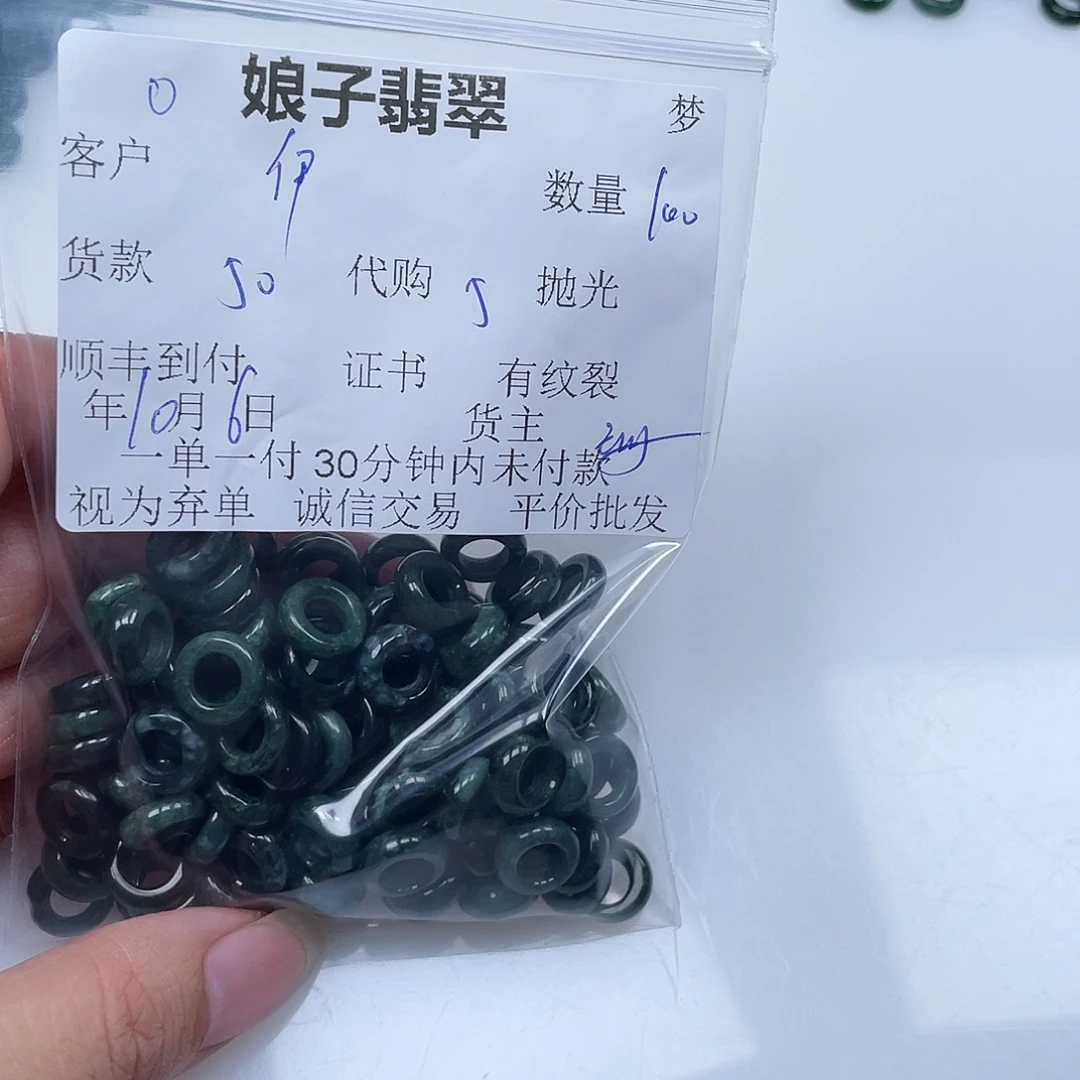 0 娘子翡翠 梦
客户 伊 数量 100
货款 50 代购 5 抛光
顺丰到付 证书 有纹裂
年10月6日 货主
一单一付 30分钟内未付款
视为弃单 诚信交易 平价批发